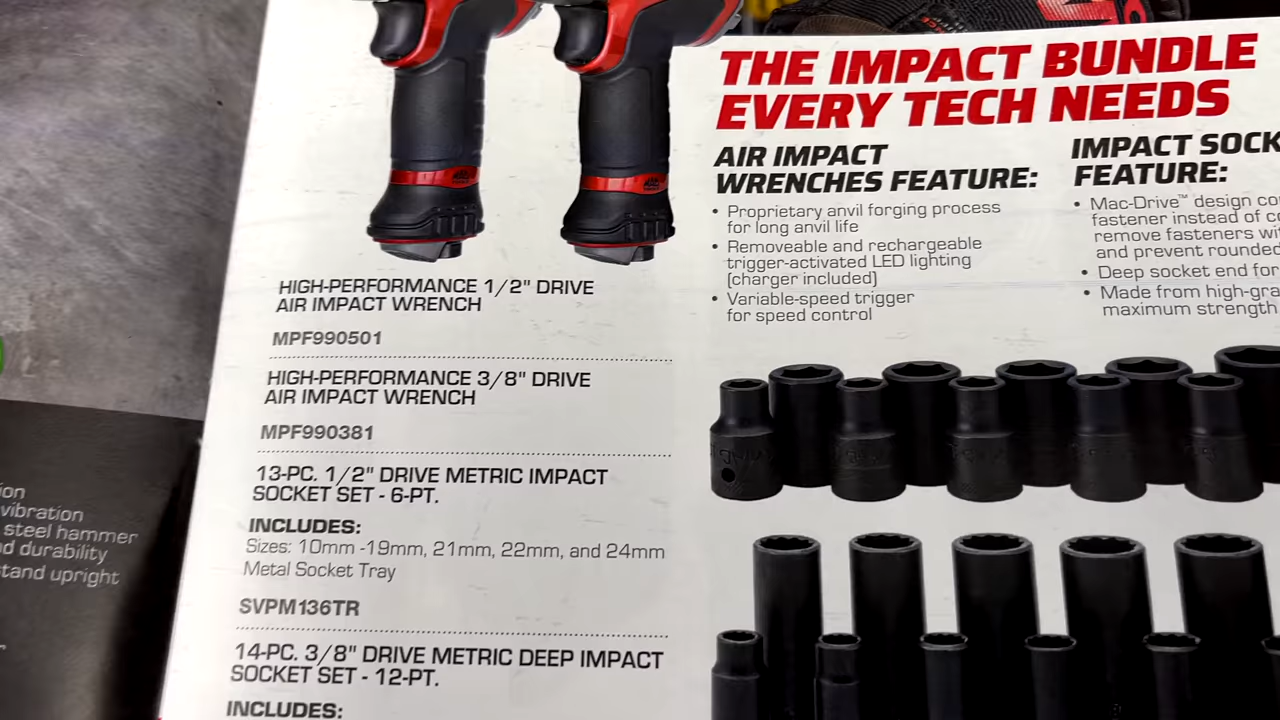 THE IMPACT BUNDLE
EVERY TECH NEEDS
AIR IMPACT
WRENCHES FEATURE:
• Proprietary anvil forging process
for long anvil life
• Removeable and rechargeable
trigger-activated LED lighting
(charger included)
• Variable-speed trigger
for speed control
IMPACT SOCK
FEATURE:
• Mac-Drive™ design co
fastener instead of c
remove fasteners wi
and prevent rounded
• Deep socket end for
• Made from high-gra
maximum strength
HIGH-PERFORMANCE 1/2" DRIVE
AIR IMPACT WRENCH
MPF990501
HIGH-PERFORMANCE 3/8" DRIVE
AIR IMPACT WRENCH
MPF990381
13-PC. 1/2" DRIVE METRIC IMPACT
SOCKET SET - 6-PT.
INCLUDES:
Sizes: 10mm -19mm, 21mm, 22mm, and 24mm
Metal Socket Tray
SVPM136TR
14-PC. 3/8" DRIVE METRIC DEEP IMPACT
SOCKET SET - 12-PT.
INCLUDES:
ion
vibration
steel hammer
d durability
stand upright